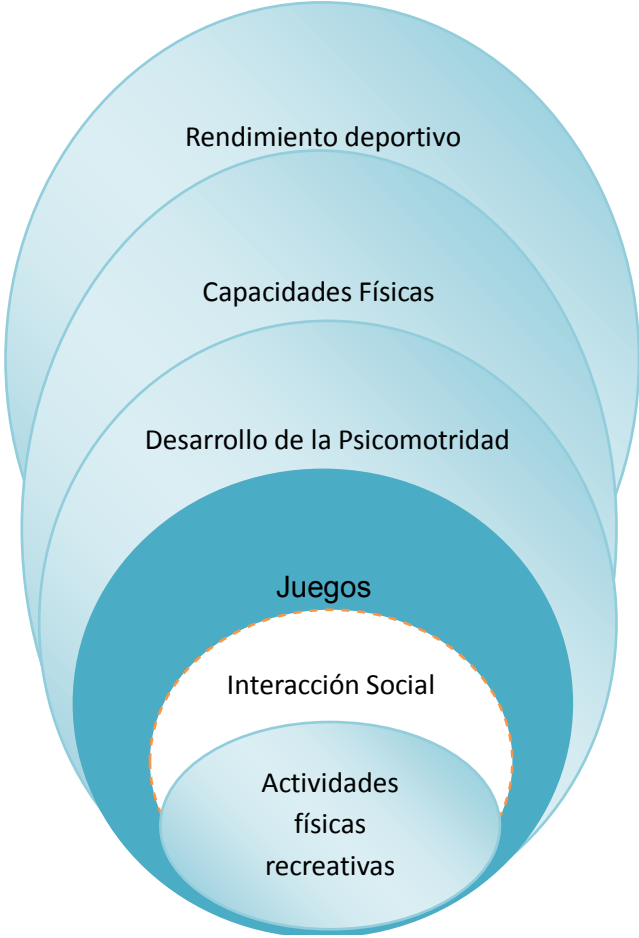 Rendimiento deportivo
Capacidades Físicas
Desarrollo de la Psicomotridad
Juegos
Interacción Social
Actividades
físicas
recreativas